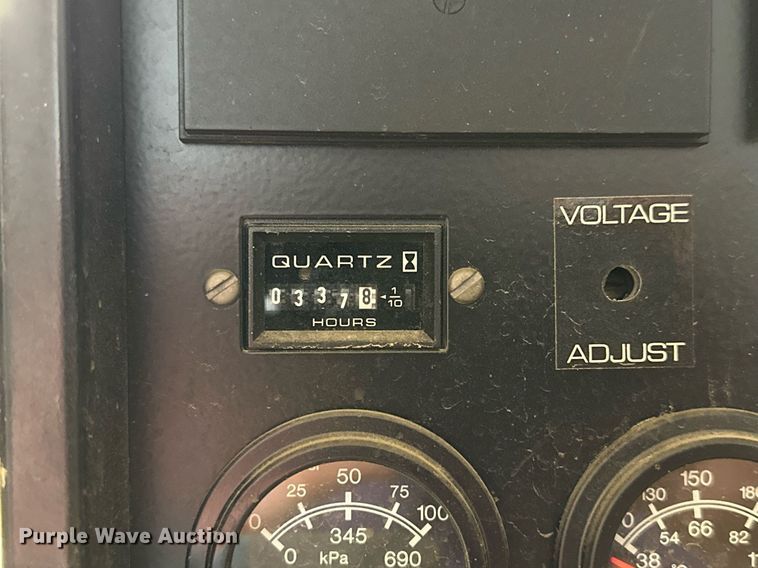 QUARTZ
0 3 3 7 8 ◄ 1/10
HOURS
VOLTAGE
ADJUST
0 25 50 75 100
345
0 kPa 690
130 150 180
54 66 82
38 °C
Purple Wave Auction